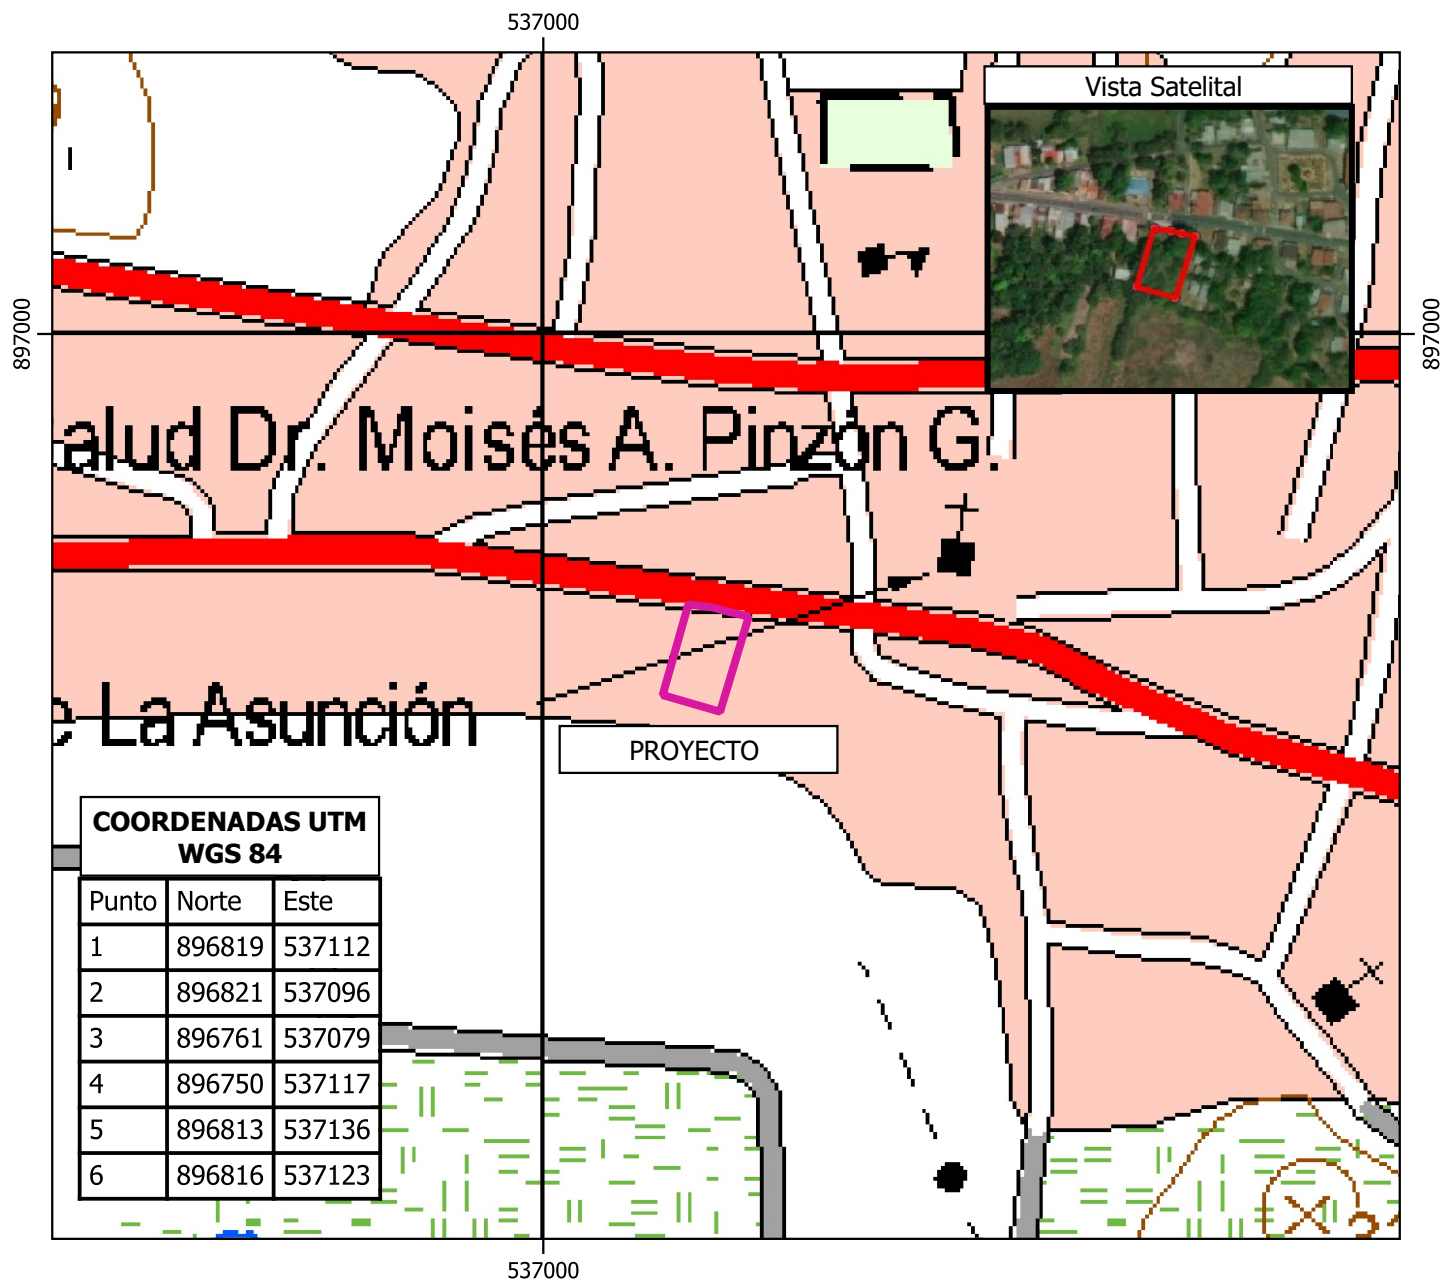 537000
Vista Satelital
897000
897000
alud Dr. Moisés A. Pinzón G.
e La Asunción
PROYECTO
COORDENADAS UTM
WGS 84
Punto Norte Este
1 896819 537112
2 896821 537096
3 896761 537079
4 896750 537117
5 896813 537136
6 896816 537123
537000